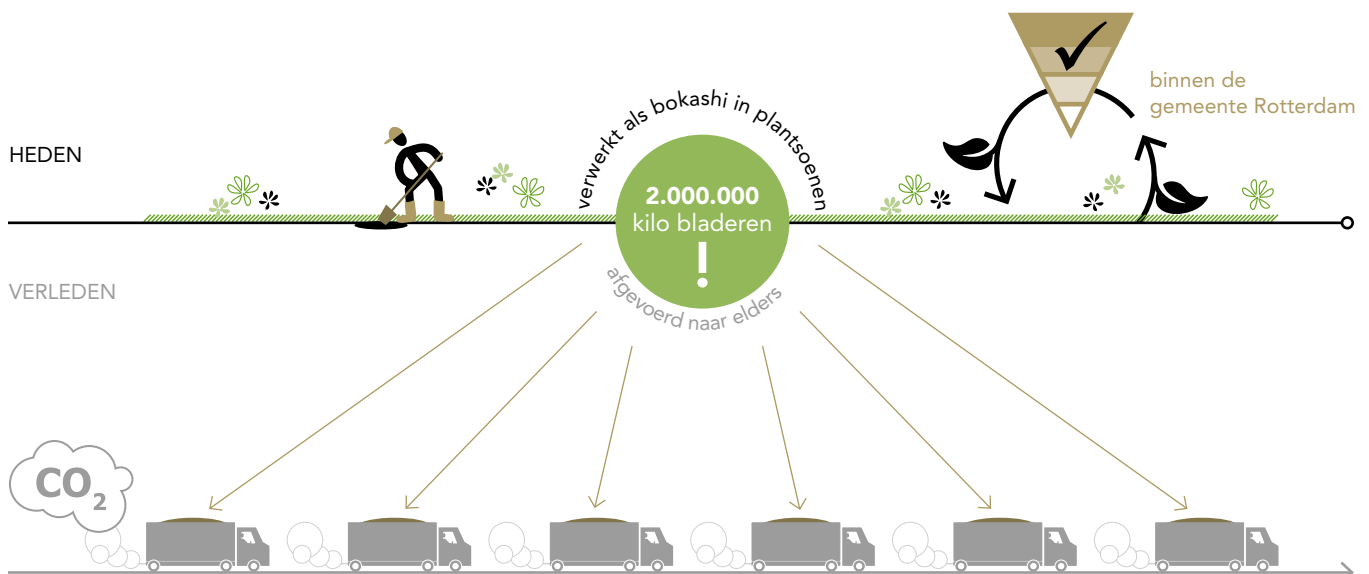 binnen de
gemeente Rotterdam
verwerkt als bokashi in plantsoenen
HEDEN
2.000.000
kilo bladeren
!
afgevoerd naar elders
VERLEDEN
CO₂